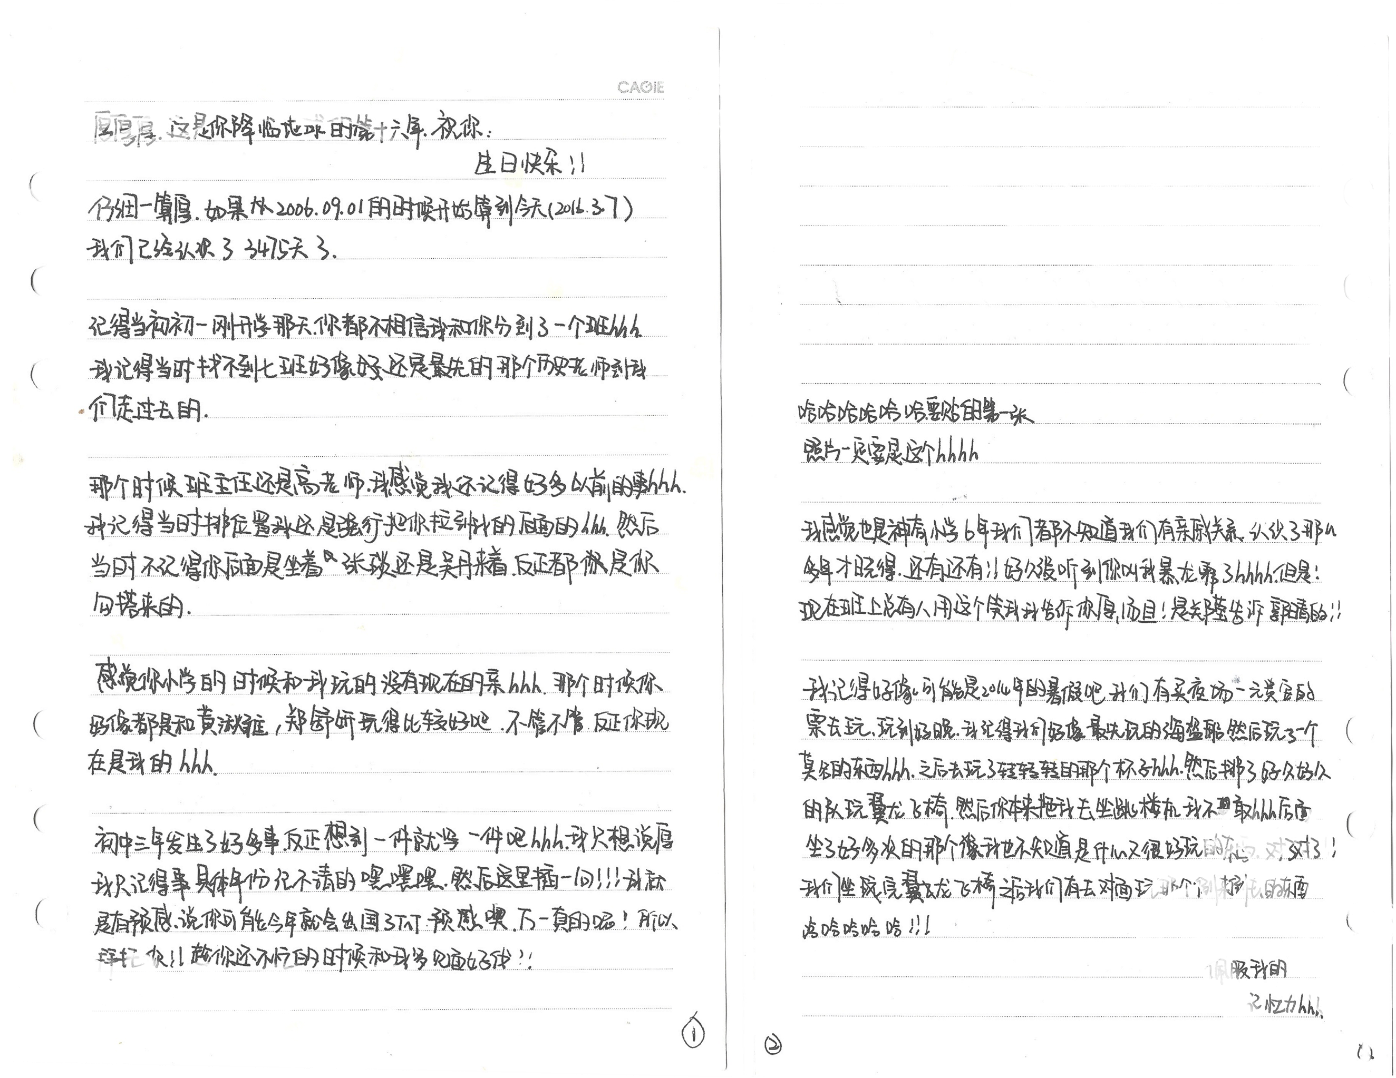 CAGIE
厚厚厚，这是你降临地球的第十六年，祝你：
生日快乐!!
仔细一算厚，如果从2006.09.01的时候开始算到今天(2016.3.7)
我们已经认识了3475天了.
记得当初初一刚开学那天，你都不相信我和你分到了一个班hhh.
我记得当时找不到七班好像,还是最先的那个历史老师到我
们走过去的.
那个时候班主任还是高老师,我感觉我还记得好多以前的事hhh.
我记得当时排位置我还是强行把你拉到我的后面的hh.然后
当时不记得你后面是坐着张琰还是吴丹来着,反正都是你
勾搭来的.
感觉你小学的时候和我玩的没有现在的亲hhh.那个时候你
好像都是和黄淑,郑舒妍玩得比较好吧.不管不管,反正你现
在是我的hhh.
初中三年发生了好多事,反正想到一件就写一件吧hhh.我只想说厚
我只记得事具体年份记不清的嘿嘿嘿.然后这里插一句!!!我就
是有预感,说你可能今年就会出国了TAT预感噢,万一真的呢!所以
拜托你!!趁你还不忙的时候和我多见面好伐!!
①
哈哈哈哈哈哈要贴的第一张
照片一定要是这个hhhh
我感觉也是神奇,小学6年我们都不知道我们有亲戚关系,认识了那么
多年才晓得.还有还有!!好久没听到你叫我暴龙了hhhh.但是!
现在班上总有人用这个笑我我告诉你厚,而且!是郑莹告诉郭晴的!!
我记得好像可能是2014年的暑假吧,我们有买夜场一元类宜的
票去玩,玩到好晚.我记得我们好像最先玩的海盗船然后玩了一个
莫名的东西hhh.之后去玩了转转转的那个杯子hhh.然后排了好久好久
的队玩翼龙飞椅.然后你本来拖我去坐跳楼机我不敢hhh后面
坐了好多次的那个像我也不知道是什么又很好玩的,对,对了!
我们坐完翼龙飞椅之后我们有去对面玩那个的东西
哈哈哈哈哈!!!
佩服我的
记忆力hhh.
②